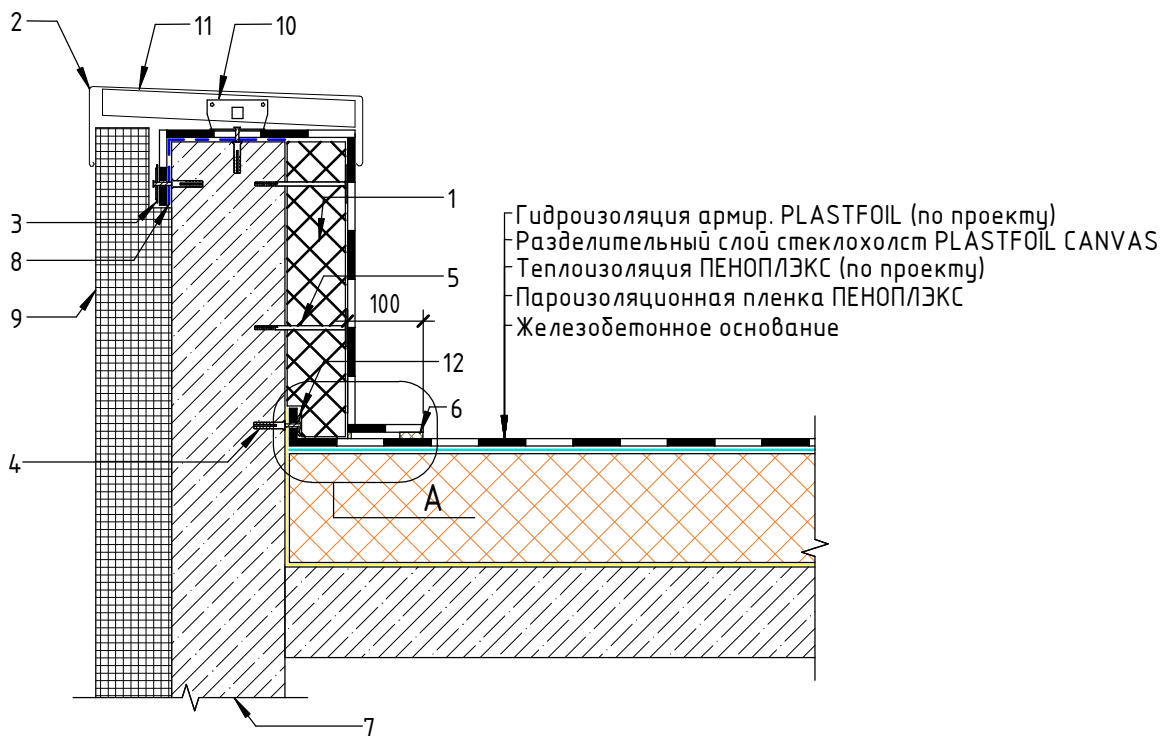 2
11
10
3
8
9
1
5
100
12
6
4
7
A
Гидроизоляция армир. PLASTFOIL (по проекту)
Разделительный слой стеклохолст PLASTFOIL CANVAS
Теплоизоляция ПЕНОПЛЭКС (по проекту)
Пароизоляционная пленка ПЕНОПЛЭКС
Железобетонное основание